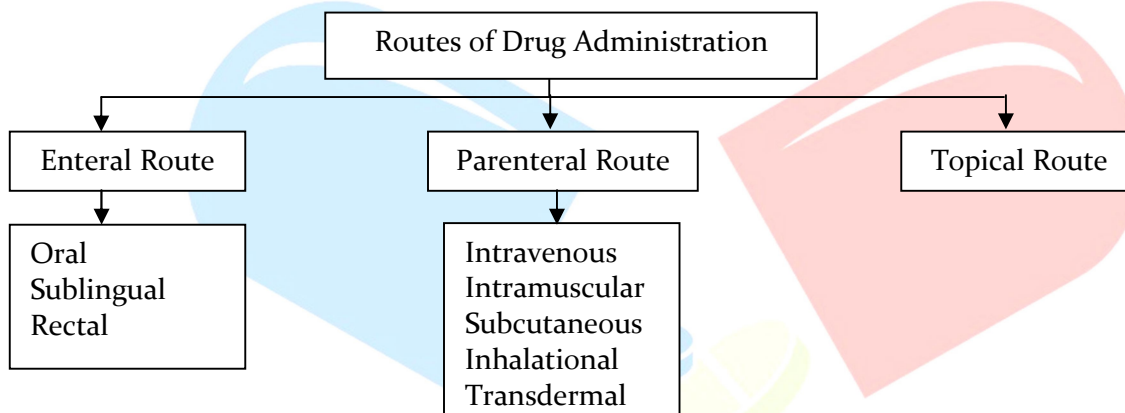 Routes of Drug Administration
Enteral Route
Parenteral Route
Topical Route
Oral
Sublingual
Rectal
Intravenous
Intramuscular
Subcutaneous
Inhalational
Transdermal